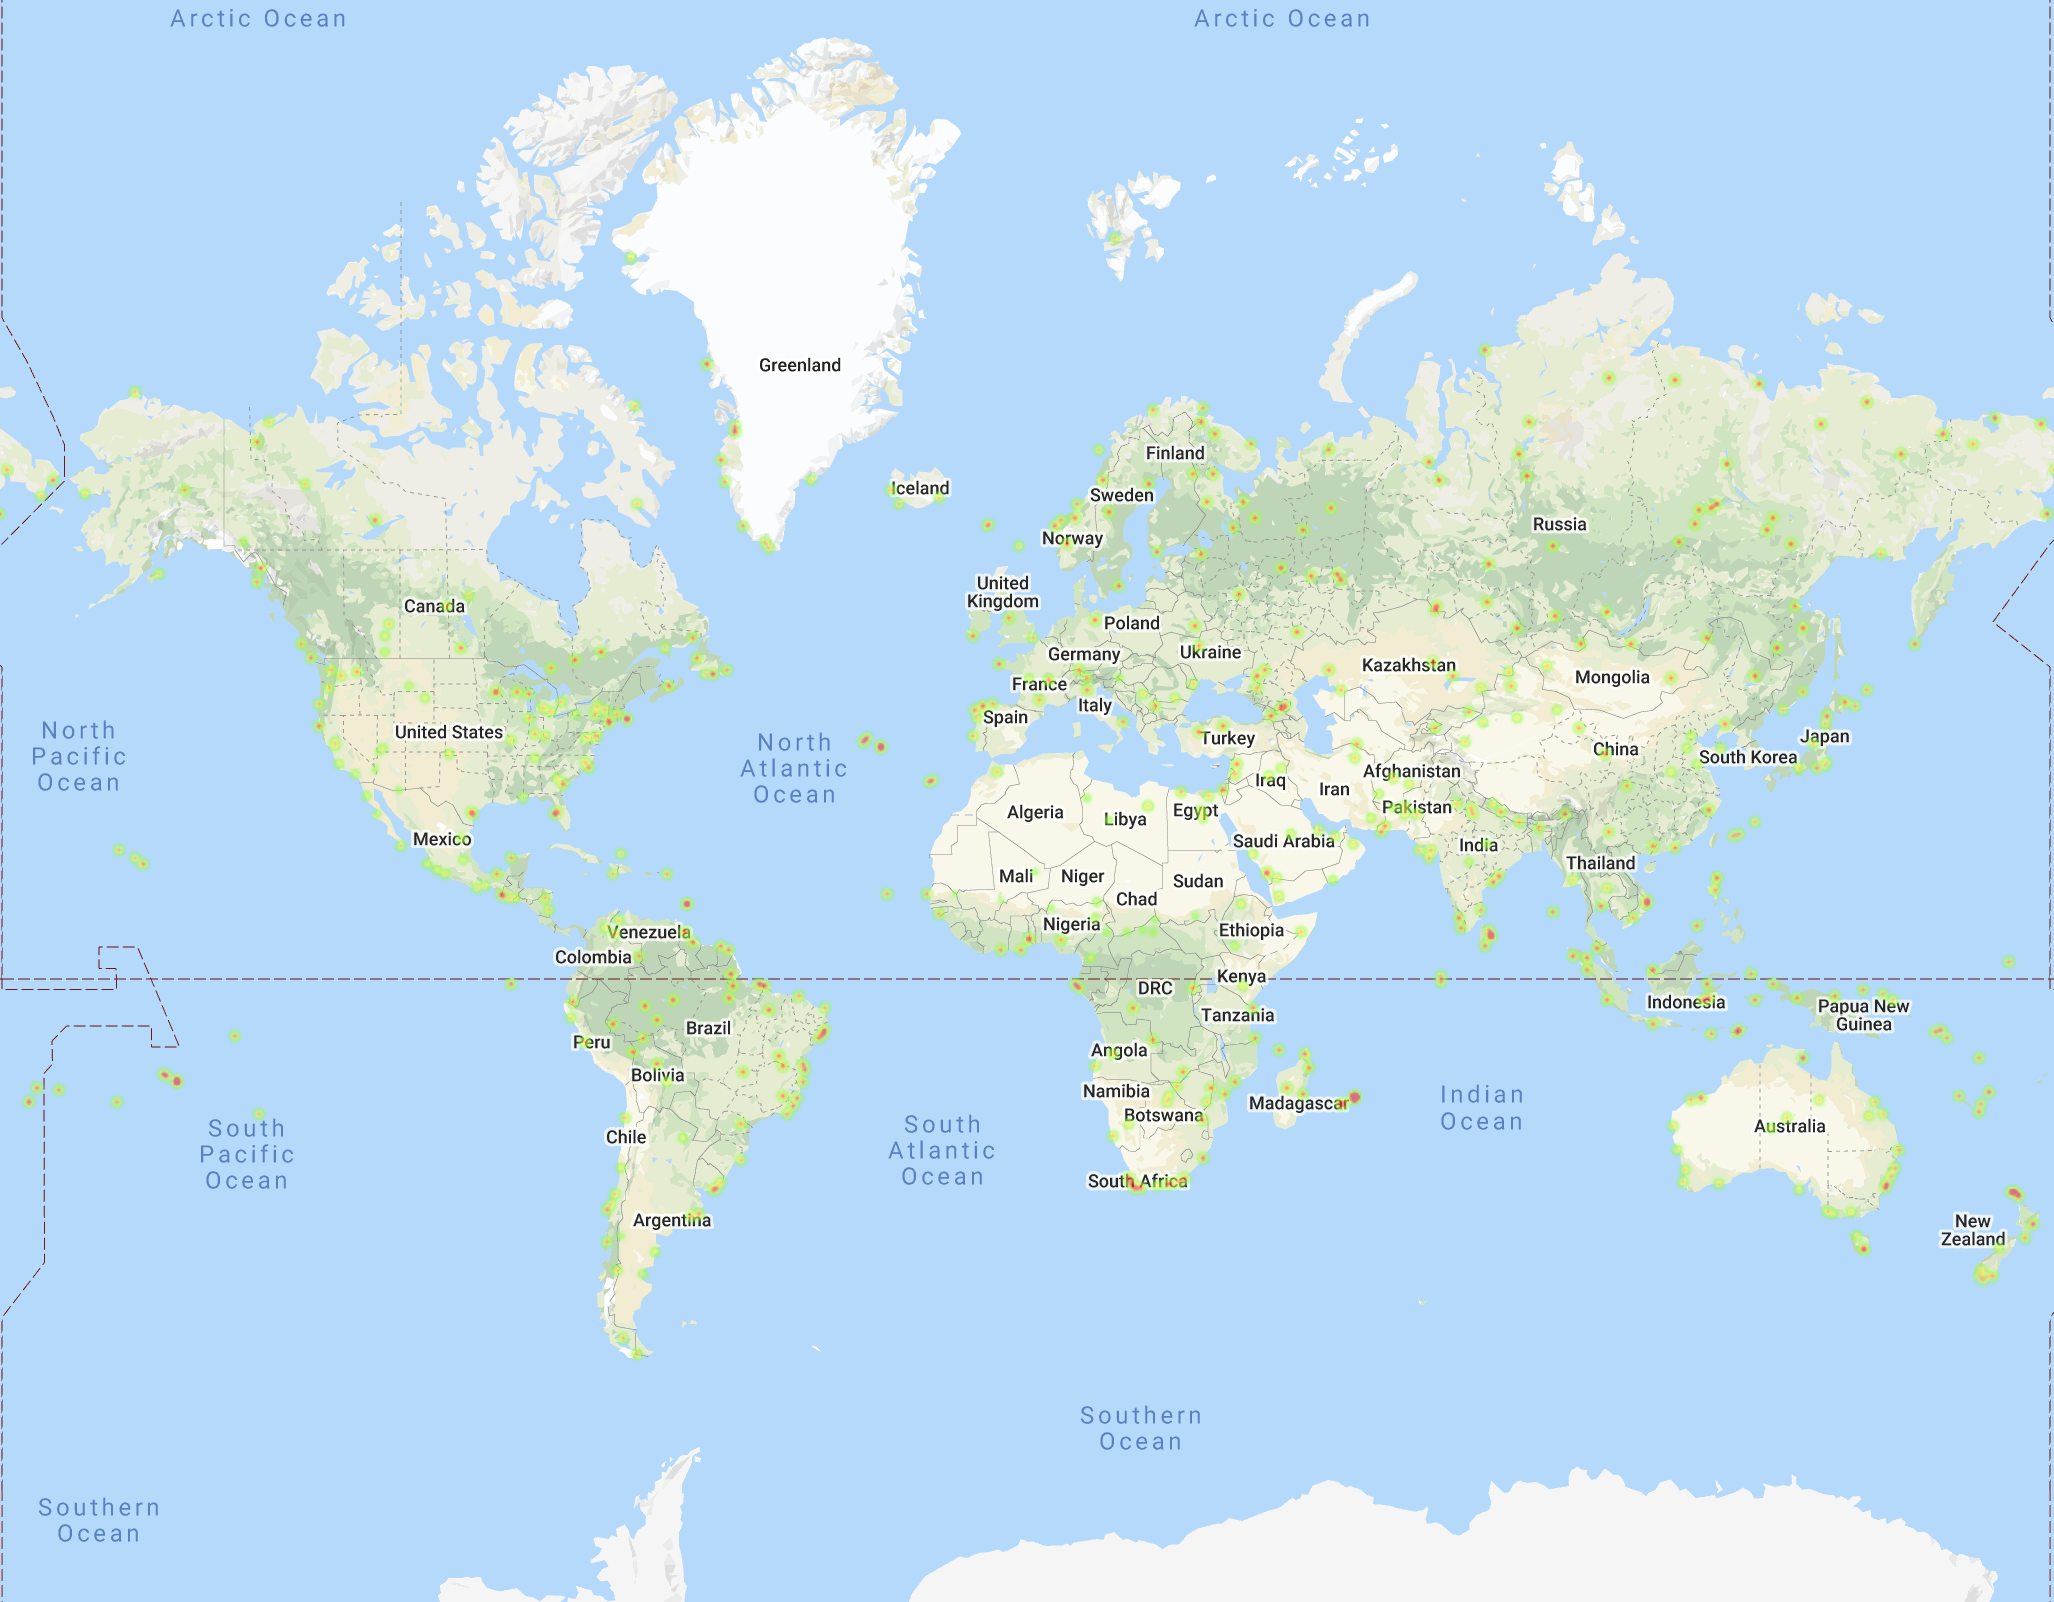 Arctic Ocean
Arctic Ocean
Greenland
Finland
Iceland
Sweden
Russia
Norway
United
Kingdom
Canada
Poland
Ukraine
Germany
Kazakhstan
Mongolia
France
Italy
Spain
North
Pacific
Ocean
United States
Turkey
Japan
China
South Korea
North
Atlantic
Ocean
Afghanistan
Iraq
Iran
Algeria
Libya
Egypt
Pakistan
Mexico
Saudi Arabia
India
Thailand
Mali
Niger
Chad
Sudan
Nigeria
Ethiopia
Venezuela
Colombia
Kenya
DRC
Indonesia
Papua New
Guinea
Tanzania
Brazil
Peru
Angola
Bolivia
Namibia
Madagascar
Botswana
Indian
Ocean
Australia
South
Pacific
Ocean
Chile
South
Atlantic
Ocean
South Africa
Argentina
New
Zealand
Southern
Ocean
Southern
Ocean